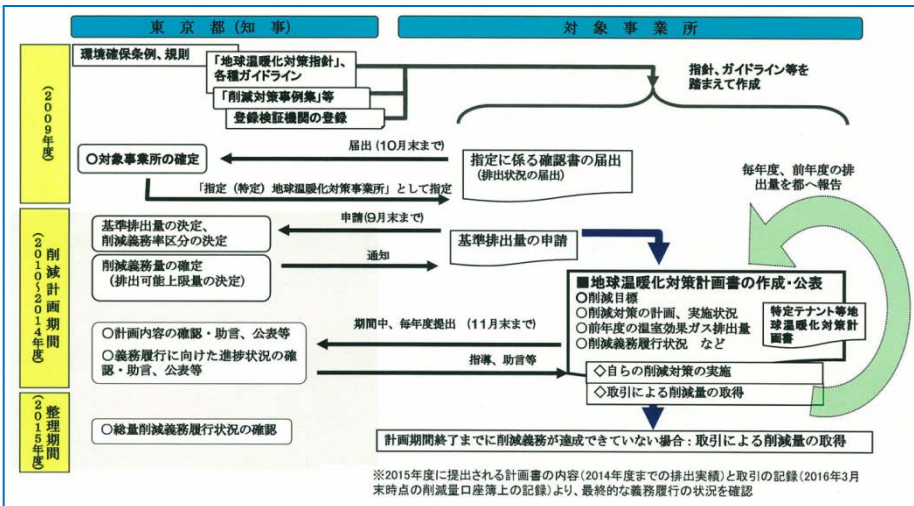 東京都(知事)
対象事業所
(2009年度)
環境確保条例、規則
「地球温暖化対策指針」、
各種ガイドライン
「削減対策事例集」等
登録検証機関の登録
指針、ガイドライン等を
踏まえて作成
届出(10月末まで)
○対象事業所の確定
指定に係る確認書の届出
(排出状況の届出)
「指定(特定)地球温暖化対策事業所」として指定
毎年度、前年度の排
出量を都へ報告
削減計画期間
(2010~2014年度)
申請(9月末まで)
基準排出量の決定、
削減義務率区分の決定
基準排出量の申請
削減義務量の確定
(排出可能上限量の決定)
通知
■地球温暖化対策計画書の作成・公表
○削減目標
○削減対策の計画、実施状況
○前年度の温室効果ガス排出量
○削減義務履行状況 など
特定テナント等地
球温暖化対策計
画書
期間中、毎年度提出 (11月末まで)
○計画内容の確認・助言、公表等
○義務履行に向けた進捗状況の確
認・助言、公表等
指導、助言等
◇自らの削減対策の実施
◇取引による削減量の取得
整理期間
(2015年度)
○総量削減義務履行状況の確認
計画期間終了までに削減義務が達成できていない場合:取引による削減量の取得
※2015年度に提出される計画書の内容(2014年度までの排出実績)と取引の記録(2016年3月
末時点の削減量口座簿上の記録)より、最終的な義務履行の状況を確認